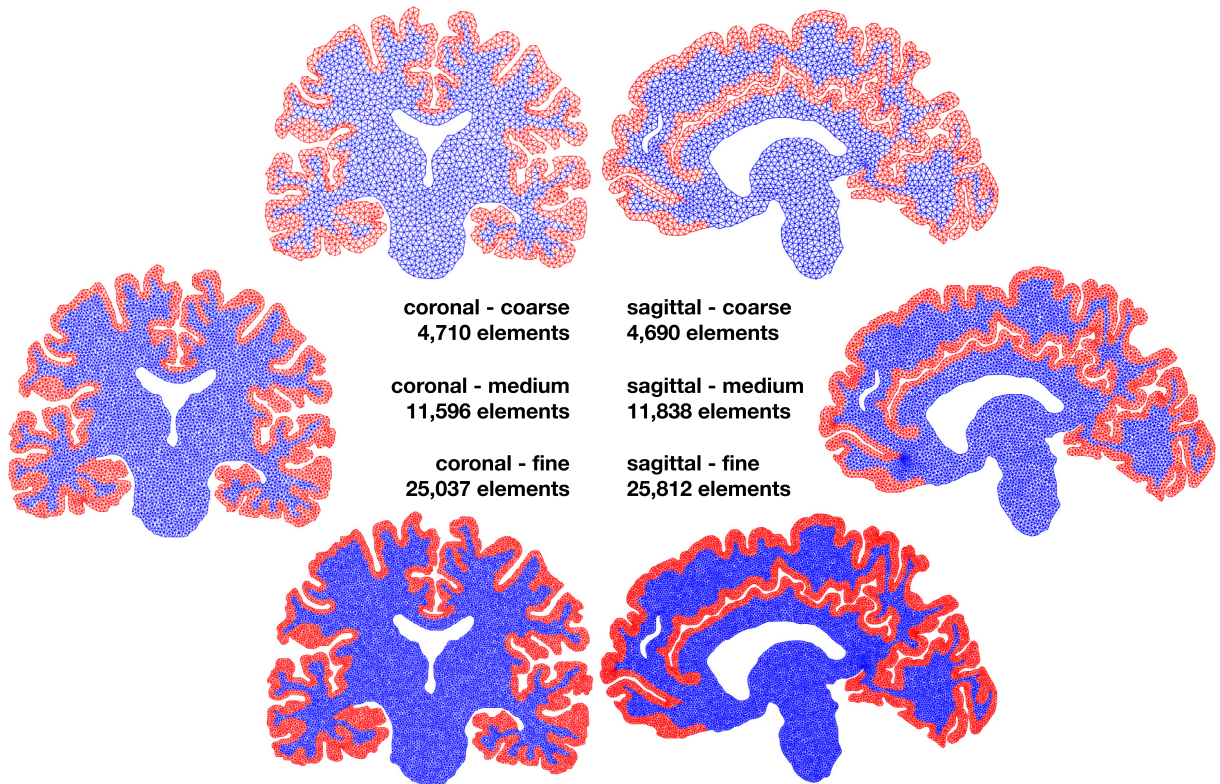 coronal - coarse
4,710 elements
sagittal - coarse
4,690 elements
coronal - medium
11,596 elements
sagittal - medium
11,838 elements
coronal - fine
25,037 elements
sagittal - fine
25,812 elements